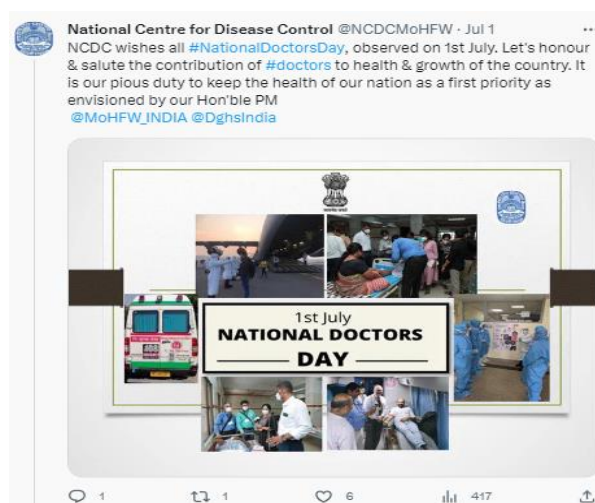 National Centre for Disease Control @NCDCMoHFW · Jul 1
NCDC wishes all #NationalDoctorsDay, observed on 1st July. Let's honour
& salute the contribution of #doctors to health & growth of the country. It
is our pious duty to keep the health of our nation as a first priority as
envisioned by our Hon'ble PM
@MoHFW_INDIA @DghsIndia
1st July
NATIONAL DOCTORS
DAY
1 1 6 417